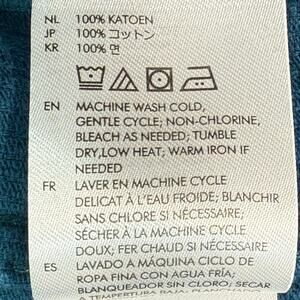 NL 100% KATOEN
JP 100% コットン
KR 100% 면
EN MACHINE WASH COLD,
GENTLE CYCLE; NON-CHLORINE,
BLEACH AS NEEDED; TUMBLE
DRY,LOW HEAT; WARM IRON IF
NEEDED
FR LAVER EN MACHINE CYCLE
DELICAT À L'EAU FROIDE; BLANCHIR
SANS CHLORE SI NÉCESSAIRE;
SÉCHER À LA MACHINE CYCLE
DOUX; FER CHAUD SI NÉCESSAIRE
ES LAVADO A MÁQUINA CICLO DE
ROPA FINA CON AGUA FRÍA;
BLANQUEADOR SIN CLORO; SECAR
A TEMPERATURA BAJA; PLANCHADO